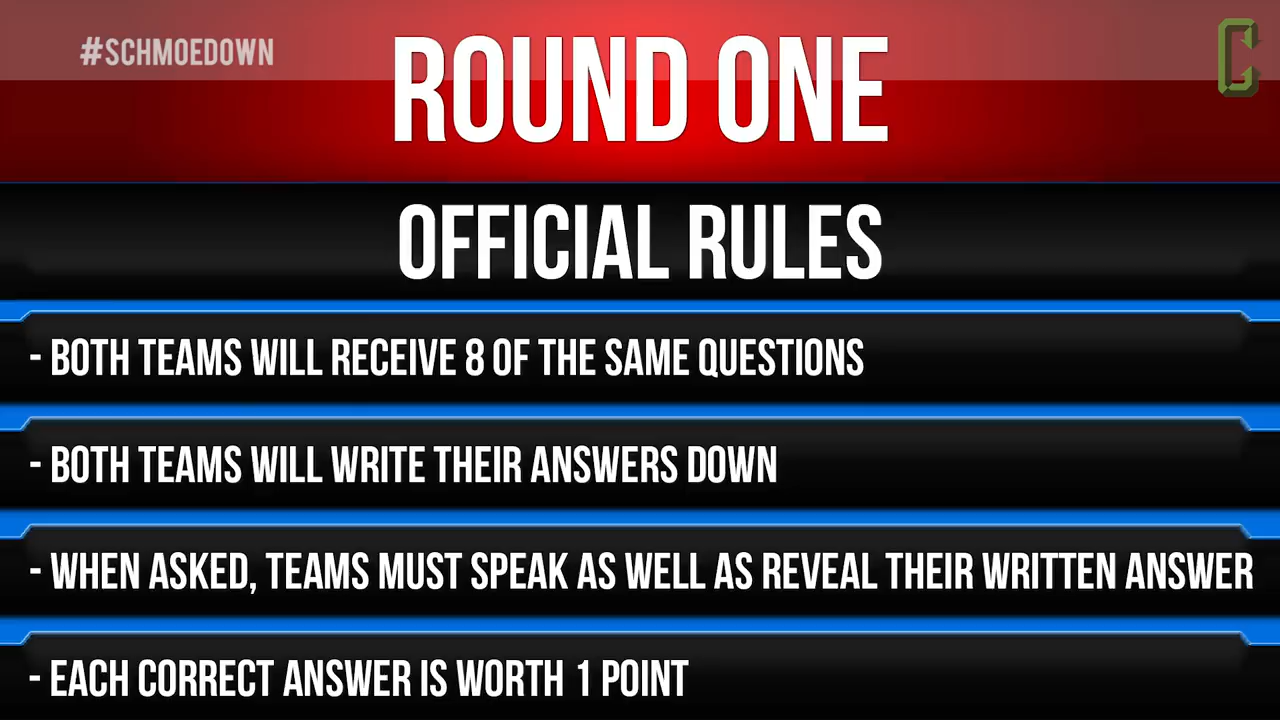 #SCHMOEDOWN
ROUND ONE
OFFICIAL RULES
- BOTH TEAMS WILL RECEIVE 8 OF THE SAME QUESTIONS
- BOTH TEAMS WILL WRITE THEIR ANSWERS DOWN
- WHEN ASKED, TEAMS MUST SPEAK AS WELL AS REVEAL THEIR WRITTEN ANSWER
- EACH CORRECT ANSWER IS WORTH 1 POINT